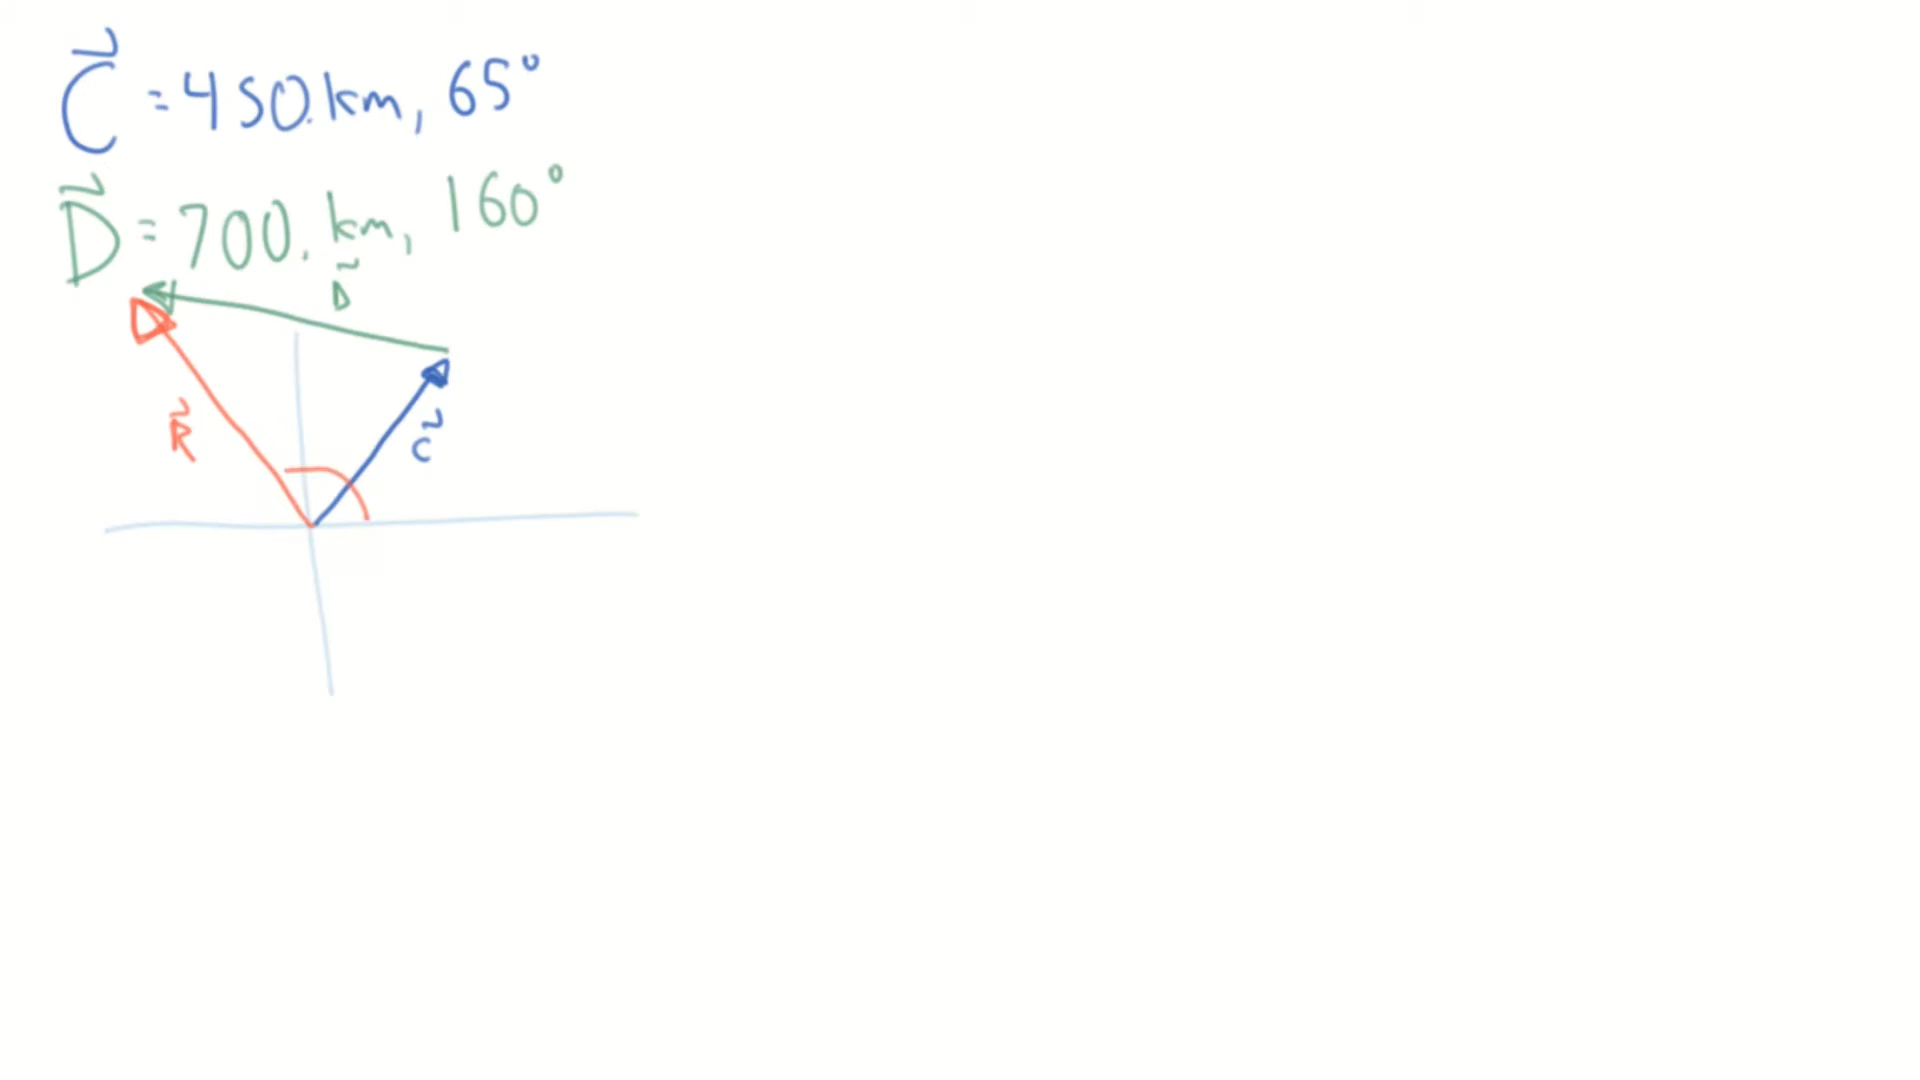 C⃗ = 450. km, 65°
D⃗ = 700. km, 160°
D⃗
R⃗
C⃗